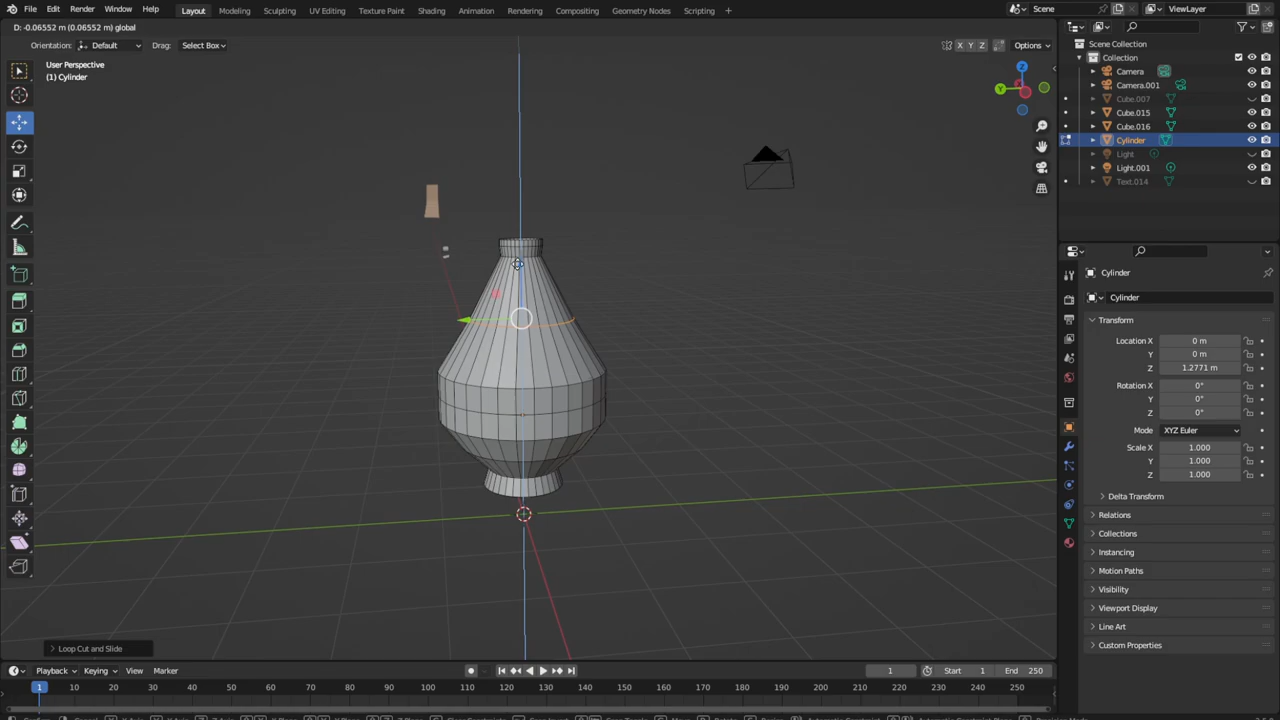 File Edit Render Window Help Layout Modeling Sculpting UV Editing Texture Paint Shading Animation Rendering Compositing Geometry Nodes Scripting Scene ViewLayer
D: -0.06552 m (0.06552 m) global
Orientation: Default Drag: Select Box X Y Z Options
User Perspective
(1) Cylinder
Z
Y
Scene Collection
Collection
Camera
Camera.001
Cube.007
Cube.015
Cube.016
Cylinder
Light
Light.001
Text.014
Cylinder
Cylinder
Transform
Location X 0 m
Y 0 m
Z 1.2771 m
Rotation X 0°
Y 0°
Z 0°
Mode XYZ Euler
Scale X 1.000
Y 1.000
Z 1.000
Delta Transform
Relations
Collections
Instancing
Motion Paths
Visibility
Viewport Display
Line Art
Custom Properties
Loop Cut and Slide
Playback Keying View Marker 1 Start 1 End 250
1 10 20 30 40 50 60 70 80 90 100 110 120 130 140 150 160 170 180 190 200 210 220 230 240 250